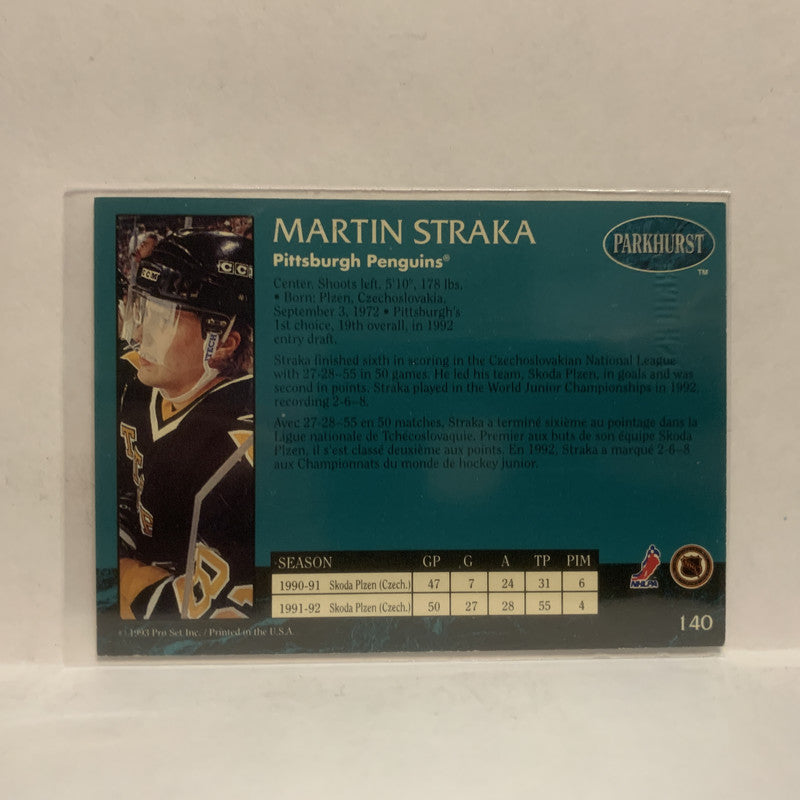 MARTIN STRAKA
Pittsburgh Penguins®
PARKHURST
TM
Center. Shoots left, 5'10", 178 lbs.
• Born: Plzen, Czechoslovakia,
September 3, 1972 • Pittsburgh's
1st choice, 19th overall, in 1992
entry draft.
Straka finished sixth in scoring in the Czechoslovakian National League
with 27-28–55 in 50 games. He led his team, Skoda Plzen, in goals and was
second in points. Straka played in the World Junior Championships in 1992,
recording 2-6–8.
Avec 27-28–55 en 50 matches, Straka a terminé sixième au pointage dans la
Ligue nationale de Tchécoslovaquie. Premier aux buts de son équipe Skoda
Plzen, il s'est classé deuxième aux points. En 1992, Straka a marqué 2-6–8
aux Championnats du monde de hockey junior.
SEASON GP G A TP PIM
1990-91 Skoda Plzen (Czech.) 47 7 24 31 6
1991-92 Skoda Plzen (Czech.) 50 27 28 55 4
NHLPA
140
© 1993 Pro Set Inc. / Printed in the U.S.A.
CCM